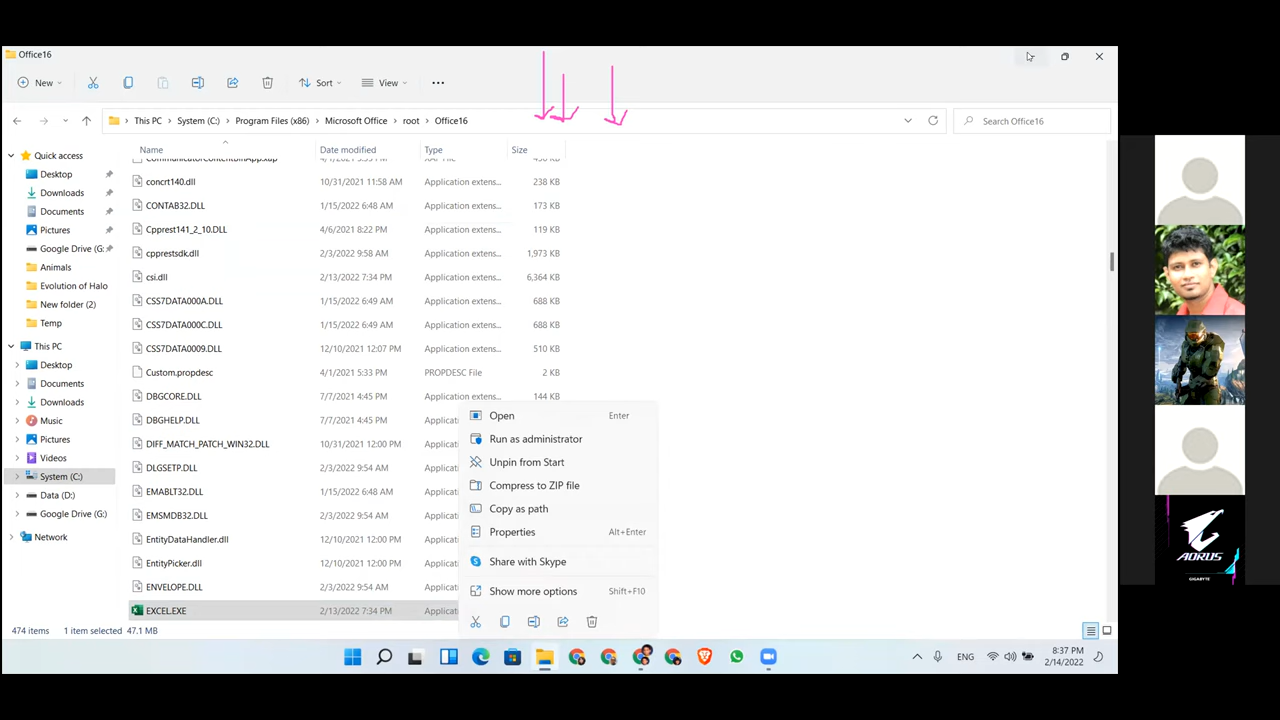 Office16
New
Sort
View
This PC
System (C:)
Program Files (x86)
Microsoft Office
root
Office16
Search Office16
Name
Date modified
Type
Size
Quick access
Desktop
Downloads
Documents
Pictures
Google Drive (G:
Animals
Evolution of Halo
New folder (2)
Temp
This PC
Desktop
Documents
Downloads
Music
Pictures
Videos
System (C:)
Data (D:)
Google Drive (G:)
Network
concrt140.dll 10/31/2021 11:58 AM Application extens... 238 KB
CONTAB32.DLL 1/15/2022 6:48 AM Application extens... 173 KB
Cpprest141_2_10.DLL 4/6/2021 8:22 PM Application extens... 119 KB
cpprestsdk.dll 2/3/2022 9:58 AM Application extens... 1,973 KB
csi.dll 2/13/2022 7:34 PM Application extens... 6,364 KB
CSS7DATA000A.DLL 1/15/2022 6:49 AM Application extens... 688 KB
CSS7DATA000C.DLL 1/15/2022 6:49 AM Application extens... 688 KB
CSS7DATA0009.DLL 12/10/2021 12:07 PM Application extens... 510 KB
Custom.propdesc 4/1/2021 5:33 PM PROPDESC File 2 KB
DBGCORE.DLL 7/7/2021 4:45 PM Application extens... 144 KB
DBGHELP.DLL 7/7/2021 4:45 PM Applicati
DIFF_MATCH_PATCH_WIN32.DLL 10/31/2021 12:00 PM Applicati
DLGSETP.DLL 2/3/2022 9:54 AM Applicati
EMABLT32.DLL 1/15/2022 6:48 AM Applicati
EMSMDB32.DLL 2/3/2022 9:54 AM Applicati
EntityDataHandler.dll 12/10/2021 12:00 PM Applicati
EntityPicker.dll 12/10/2021 12:00 PM Applicati
ENVELOPE.DLL 2/3/2022 9:54 AM Applicati
EXCEL.EXE 2/13/2022 7:34 PM Applicati
Open Enter
Run as administrator
Unpin from Start
Compress to ZIP file
Copy as path
Properties Alt+Enter
Share with Skype
Show more options Shift+F10
474 items
1 item selected 47.1 MB
ENG
8:37 PM
2/14/2022
AORUS
GIGABYTE